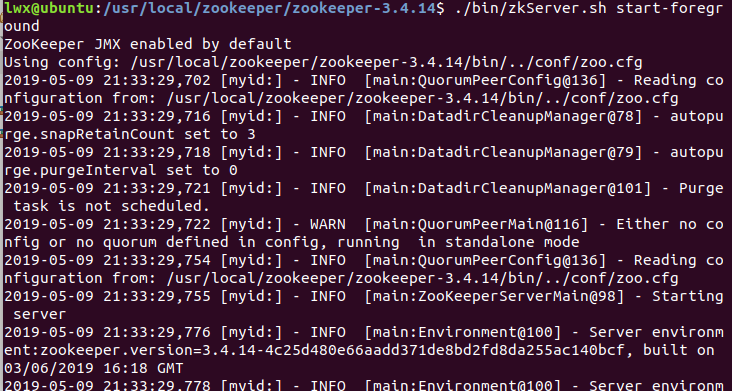 lwx@ubuntu:/usr/local/zookeeper/zookeeper-3.4.14$ ./bin/zkServer.sh start-foregr
ound
ZooKeeper JMX enabled by default
Using config: /usr/local/zookeeper/zookeeper-3.4.14/bin/../conf/zoo.cfg
2019-05-09 21:33:29,702 [myid:] - INFO  [main:QuorumPeerConfig@136] - Reading co
nfiguration from: /usr/local/zookeeper/zookeeper-3.4.14/bin/../conf/zoo.cfg
2019-05-09 21:33:29,716 [myid:] - INFO  [main:DatadirCleanupManager@78] - autopu
rge.snapRetainCount set to 3
2019-05-09 21:33:29,718 [myid:] - INFO  [main:DatadirCleanupManager@79] - autopu
rge.purgeInterval set to 0
2019-05-09 21:33:29,721 [myid:] - INFO  [main:DatadirCleanupManager@101] - Purge
 task is not scheduled.
2019-05-09 21:33:29,722 [myid:] - WARN  [main:QuorumPeerMain@116] - Either no co
nfig or no quorum defined in config, running  in standalone mode
2019-05-09 21:33:29,754 [myid:] - INFO  [main:QuorumPeerConfig@136] - Reading co
nfiguration from: /usr/local/zookeeper/zookeeper-3.4.14/bin/../conf/zoo.cfg
2019-05-09 21:33:29,755 [myid:] - INFO  [main:ZooKeeperServerMain@98] - Starting
 server
2019-05-09 21:33:29,776 [myid:] - INFO  [main:Environment@100] - Server environm
ent:zookeeper.version=3.4.14-4c25d480e66aadd371de8bd2fd8da255ac140bcf, built on 
03/06/2019 16:18 GMT
2019-05-09 21:33:29,778 [myid:] - INFO  [main:Environment@100] - Server environm